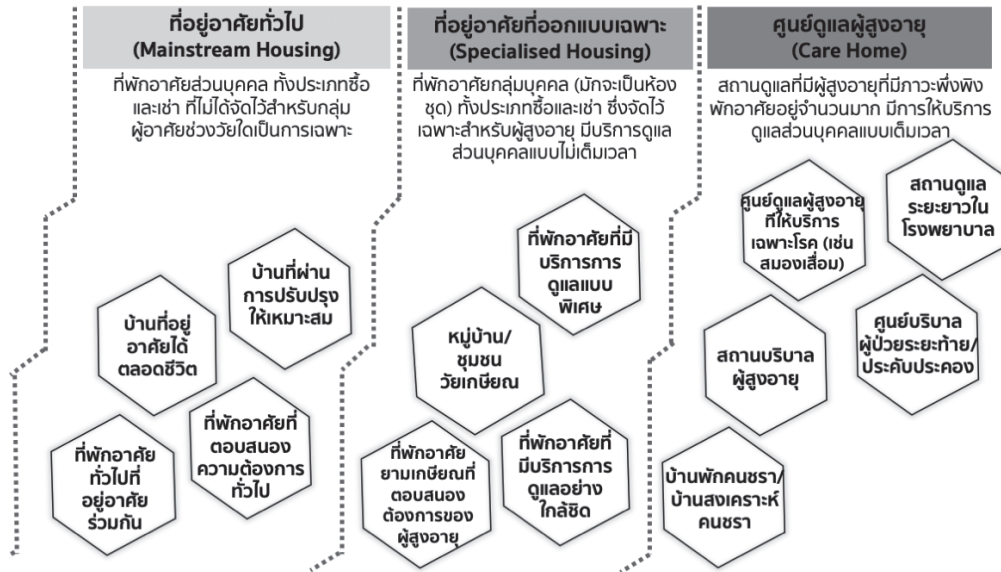 ที่อยู่อาศัยทั่วไป
(Mainstream Housing)
ที่พักอาศัยส่วนบุคคล ทั้งประเภทซื้อ
และเช่า ที่ไม่ได้จัดไว้สำหรับกลุ่ม
ผู้อาศัยช่วงวัยใดเป็นการเฉพาะ
บ้านที่ผ่าน
การปรับปรุง
ให้เหมาะสม
บ้านที่อยู่
อาศัยได้
ตลอดชีวิต
ที่พักอาศัยที่
ตอบสนอง
ความต้องการ
ทั่วไป
ที่พักอาศัย
ทั่วไปที่
อยู่อาศัย
ร่วมกัน
ที่อยู่อาศัยที่ออกแบบเฉพาะ
(Specialised Housing)
ที่พักอาศัยกลุ่มบุคคล (มักจะเป็นห้อง
ชุด) ทั้งประเภทซื้อและเช่า ซึ่งจัดไว้
เฉพาะสำหรับผู้สูงอายุ มีบริการดูแล
ส่วนบุคคลแบบไม่เต็มเวลา
ที่พักอาศัยที่มี
บริการการ
ดูแลแบบ
พิเศษ
หมู่บ้าน/
ชุมชน
วัยเกษียณ
ที่พักอาศัยที่
มีบริการการ
ดูแลอย่าง
ใกล้ชิด
ที่พักอาศัย
ยามเกษียณที่
ตอบสนอง
ต้องการของ
ผู้สูงอายุ
ศูนย์ดูแลผู้สูงอายุ
(Care Home)
สถานดูแลที่มีผู้สูงอายุที่มีภาวะพึ่งพิง
พักอาศัยอยู่จำนวนมาก มีการให้บริการ
ดูแลส่วนบุคคลแบบเต็มเวลา
ศูนย์ดูแลผู้สูงอายุ
ที่ให้บริการ
เฉพาะโรค (เช่น
สมองเสื่อม)
สถานดูแล
ระยะยาวใน
โรงพยาบาล
สถานบริบาล
ผู้สูงอายุ
ศูนย์บริบาล
ผู้ป่วยระยะท้าย/
ประคับประคอง
บ้านพักคนชรา/
บ้านสงเคราะห์
คนชรา